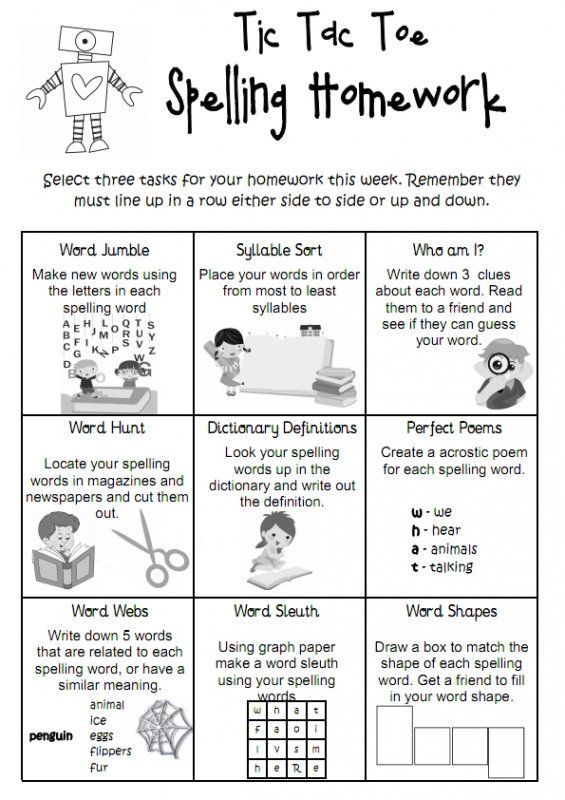 Tic Tac Toe
Spelling Homework
Select three tasks for your homework this week. Remember they
must line up in a row either side to side or up and down.
Word Jumble
Make new words using
the letters in each
spelling word
Syllable Sort
Place your words in order
from most to least
syllables
Who am I?
Write down 3 clues
about each word. Read
them to a friend and
see if they can guess
your word.
Word Hunt
Locate your spelling
words in magazines and
newspapers and cut them
out.
Dictionary Definitions
Look your spelling
words up in the
dictionary and write out
the definition.
Perfect Poems
Create a acrostic poem
for each spelling word.
w - we
h - hear
a - animals
t - talking
Word Webs
Write down 5 words
that are related to each
spelling word, or have a
similar meaning.
penguin
animal
ice
eggs
flippers
fur
Word Sleuth
Using graph paper
make a word sleuth
using your spelling
words
w h a t
f a o i
l v s m
h e R e
Word Shapes
Draw a box to match the
shape of each spelling
word. Get a friend to fill
in your word shape.